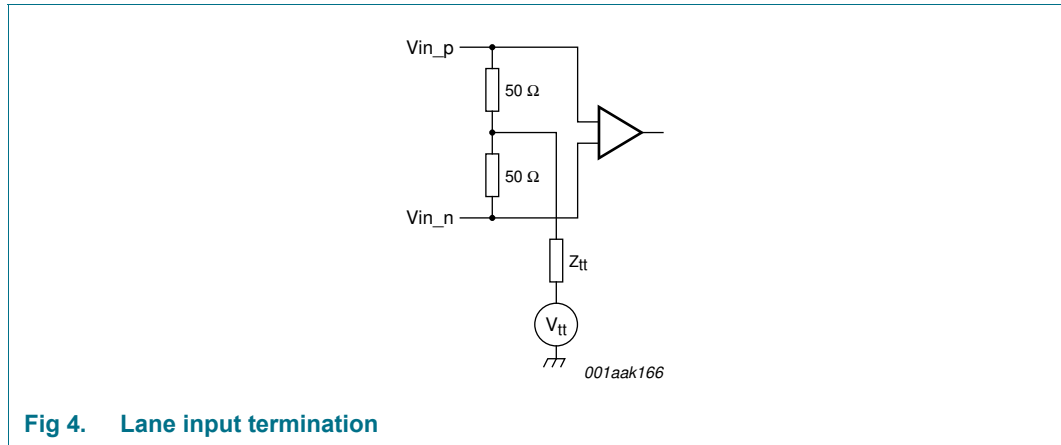 Vin_p
50 Ω
50 Ω
Vin_n
Ztt
Vtt
001aak166
Fig 4. Lane input termination